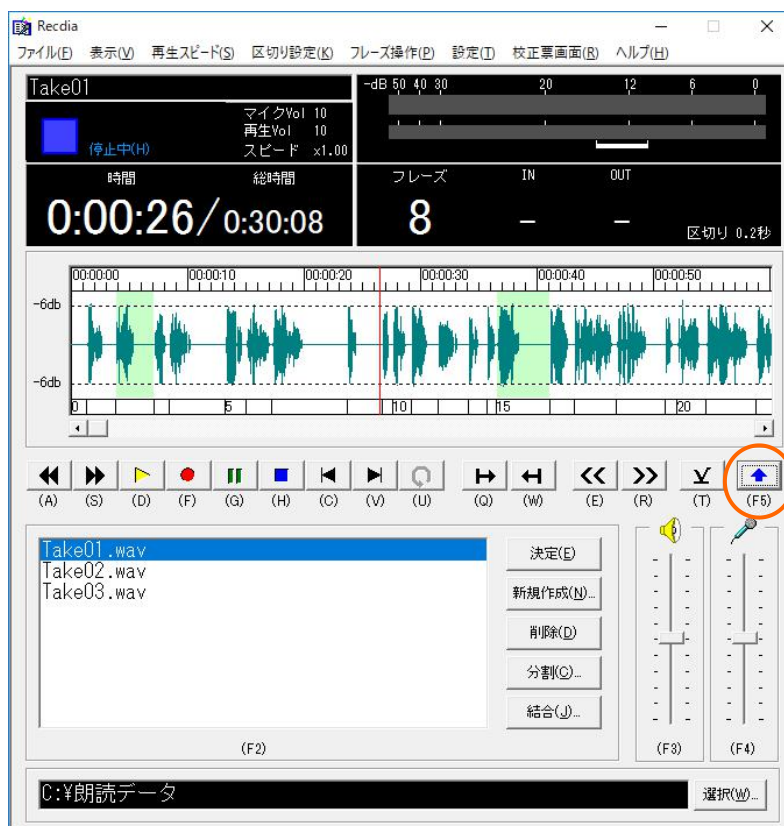 Recdia
ファイル(F) 表示(V) 再生スピード(S) 区切り設定(K) フレーズ操作(P) 設定(T) 校正票画面(R) ヘルプ(H)
Take01
-dB 50 40 30 20 12 6 0
マイクVol 10
再生Vol 10
停止中(H)
スピード x1.00
時間 総時間
フレーズ IN OUT
0:00:26/0:30:08
8 – –
区切り 0.2秒
00:00:00 00:00:10 00:00:20 00:00:30 00:00:40 00:00:50
-6db
-6db
0 5 10 15 20
(A) (S) (D) (F) (G) (H) (C) (V) (U) (Q) (W) (E) (R) (T) (F5)
Take01.wav
Take02.wav
Take03.wav
決定(E)
新規作成(N)...
削除(D)
分割(C)...
結合(J)...
(F2)
(F3)
(F4)
C:¥朗読データ
選択(W)...